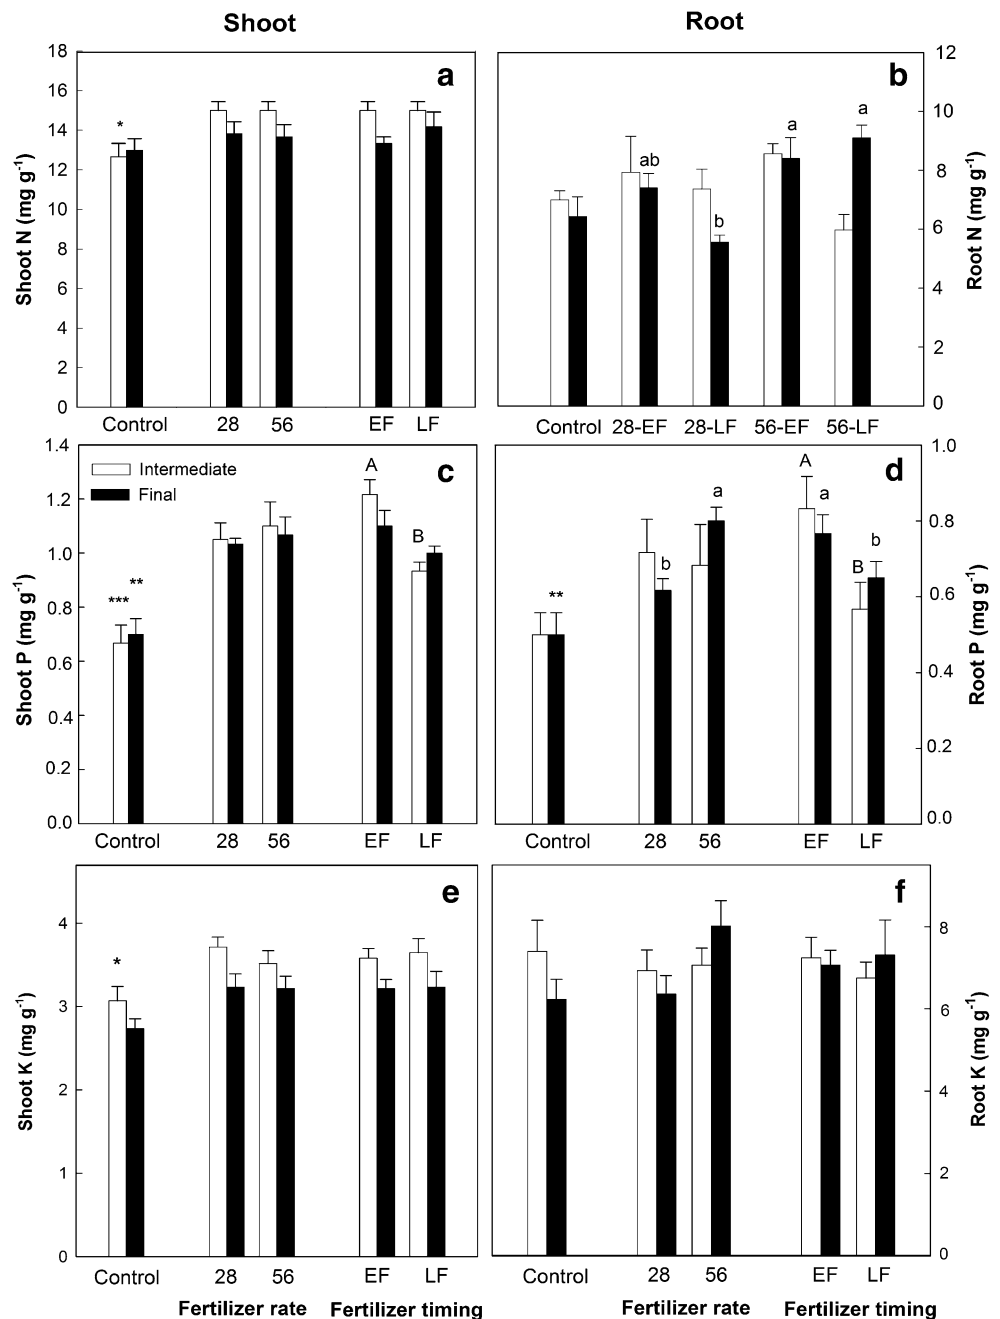 Shoot
Root
18
16
14
12
10
8
6
4
2
0
Shoot N (mg g⁻¹)
a
*
Control
28
56
EF
LF
b
ab
b
a
a
12
10
8
6
4
2
0
Root N (mg g⁻¹)
Control
28-EF
28-LF
56-EF
56-LF
1.4
1.2
1.0
0.8
0.6
0.4
0.2
0.0
Shoot P (mg g⁻¹)
c
Intermediate
Final
***
**
A
B
Control
28
56
EF
LF
d
**
b
a
A
a
B
b
1.0
0.8
0.6
0.4
0.2
0.0
Root P (mg g⁻¹)
Control
28
56
EF
LF
4
3
2
1
0
Shoot K (mg g⁻¹)
e
*
Control
28
56
EF
LF
Fertilizer rate
Fertilizer timing
f
8
6
4
2
0
Root K (mg g⁻¹)
Control
28
56
EF
LF
Fertilizer rate
Fertilizer timing